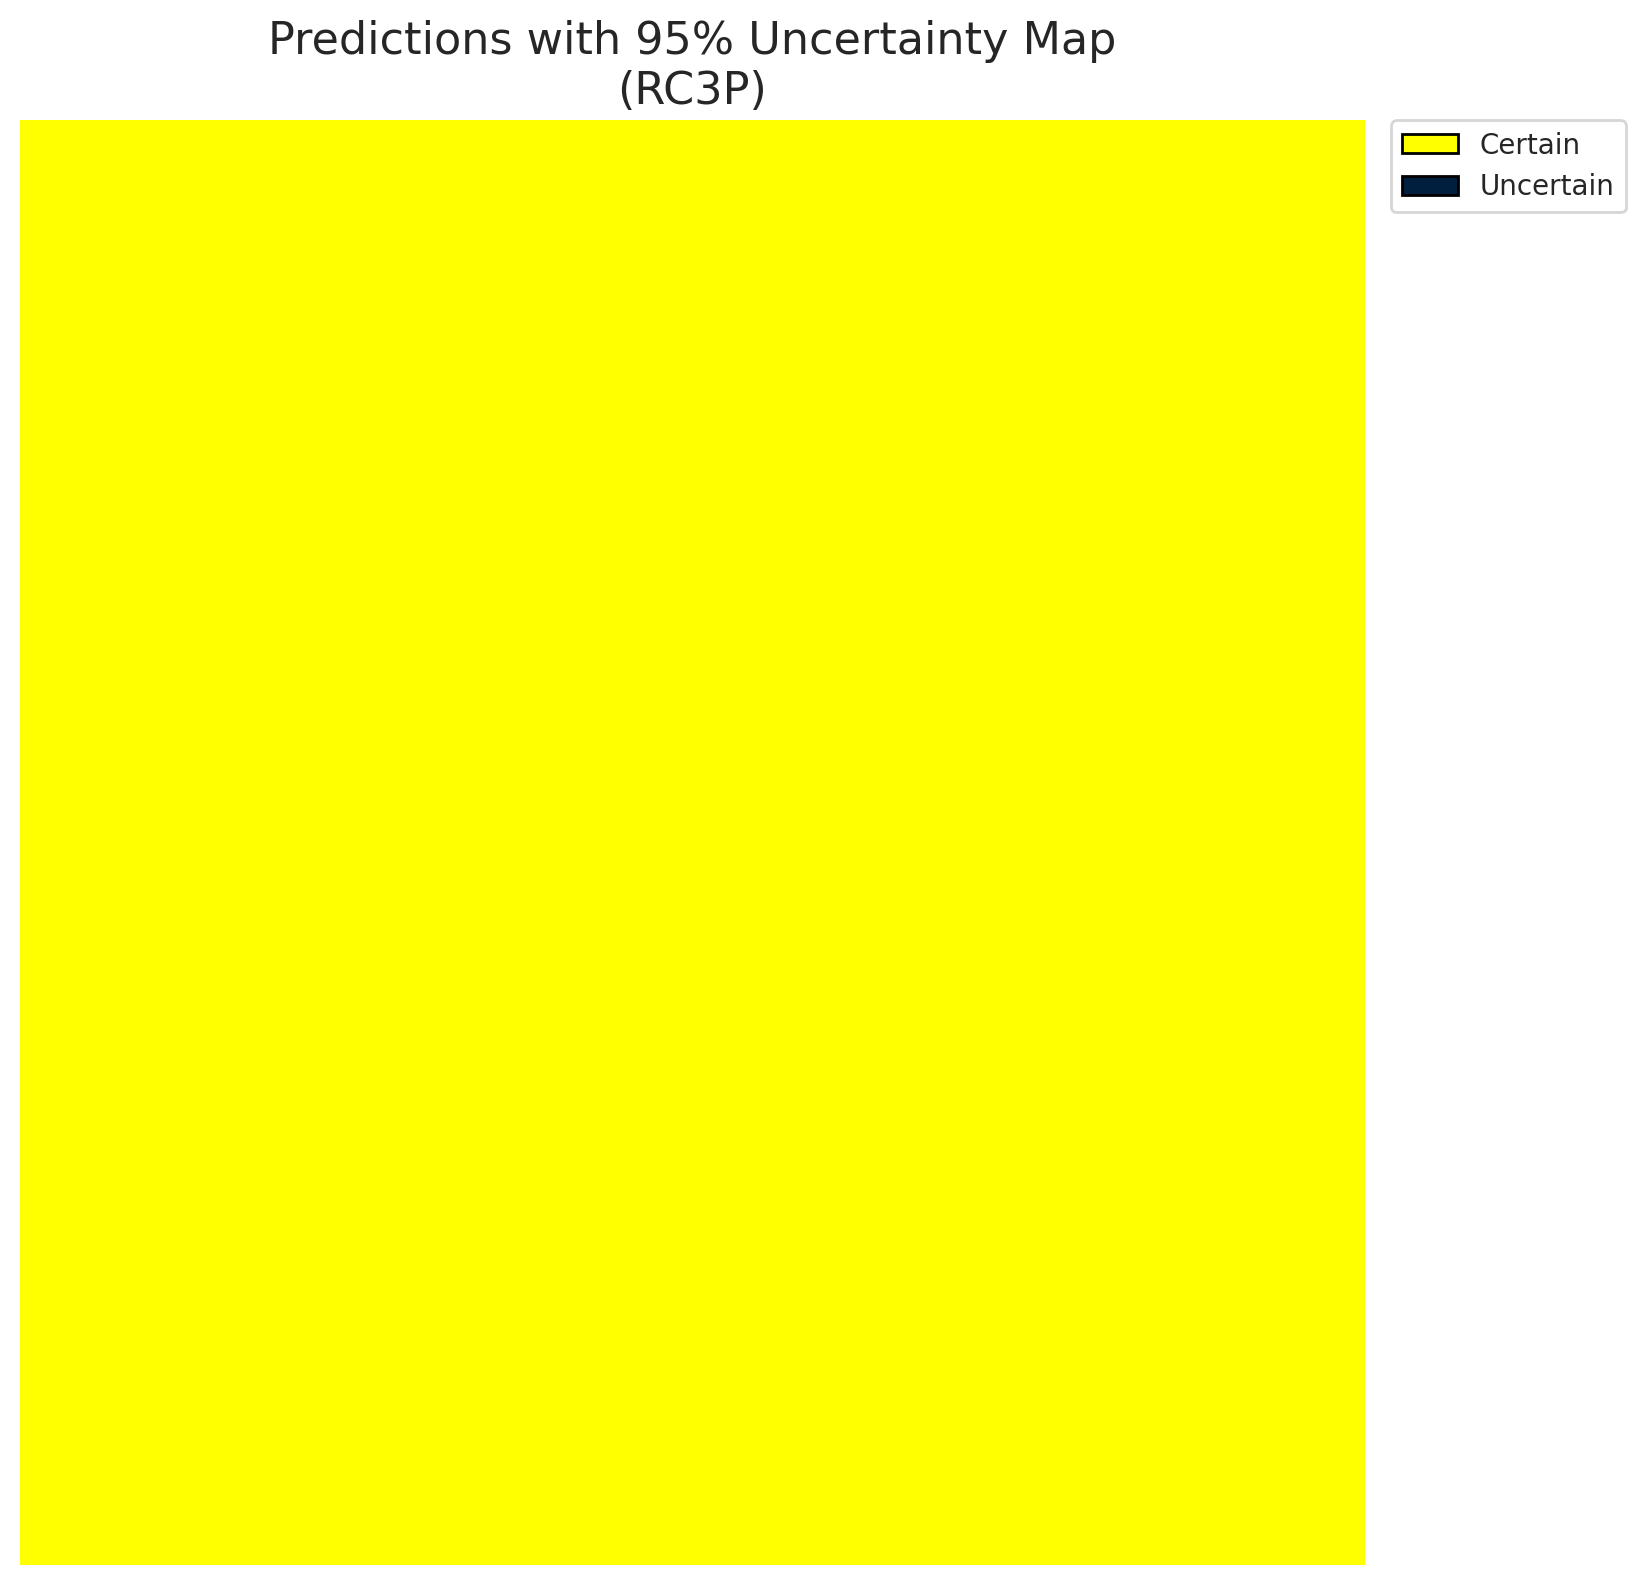 Predictions with 95% Uncertainty Map
(RC3P)
Certain
Uncertain